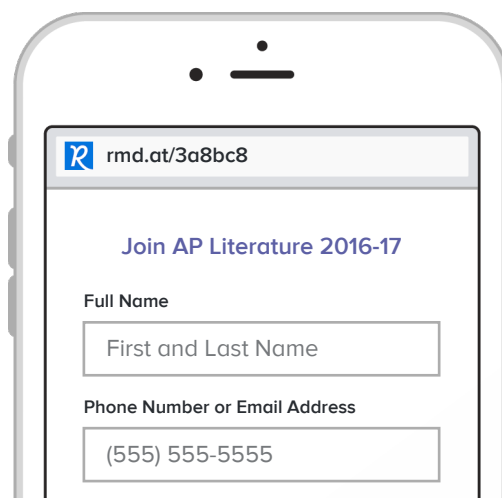 rmd.at/3a8bc8
Join AP Literature 2016-17
Full Name
First and Last Name
Phone Number or Email Address
(555) 555-5555